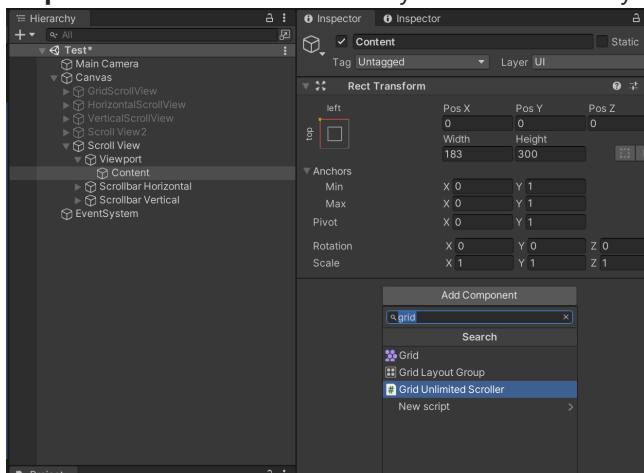 Hierarchy
All
Test*
Main Camera
Canvas
GridScrollView
HorizontalScrollView
VerticalScrollView
Scroll View2
Scroll View
Viewport
Content
Scrollbar Horizontal
Scrollbar Vertical
EventSystem
Inspector Inspector
Content Static
Tag Untagged Layer UI
Rect Transform
left
top
Pos X Pos Y Pos Z
0 0 0
Width Height
183 300
Anchors
Min X 0 Y 1
Max X 0 Y 1
Pivot X 0 Y 1
Rotation X 0 Y 0 Z 0
Scale X 1 Y 1 Z 1
Add Component
grid
Search
Grid
Grid Layout Group
# Grid Unlimited Scroller
New script